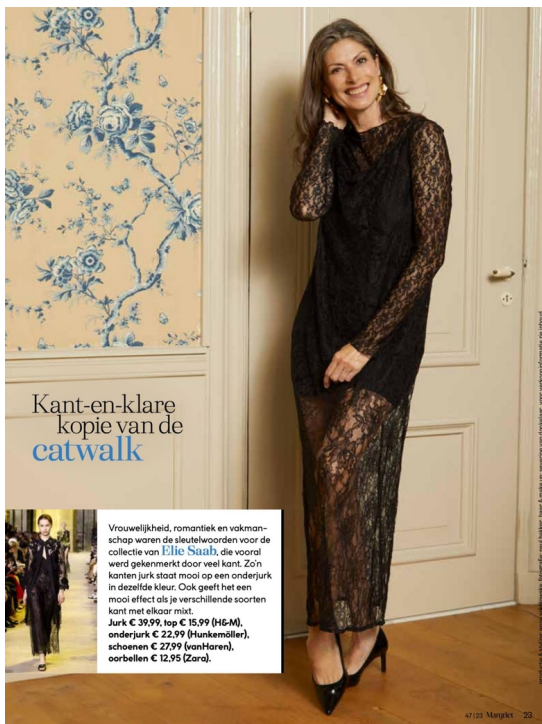 Kant-en-klare
kopie van de
catwalk
Vrouwelijkheid, romantiek en vakman-
schap waren de sleutelwoorden voor de
collectie van Elie Saab, die vooral
werd gekenmerkt door veel kant. Zo'n
kanten jurk staat mooi op een onderjurk
in dezelfde kleur. Ook geeft het een
mooi effect als je verschillende soorten
kant met elkaar mixt.
Jurk € 39,99, top € 15,99 (H&M),
onderjurk € 22,99 (Hunkemöller),
schoenen € 27,99 (vanHaren),
oorbellen € 12,95 (Zara).
47|23 Margriet 23